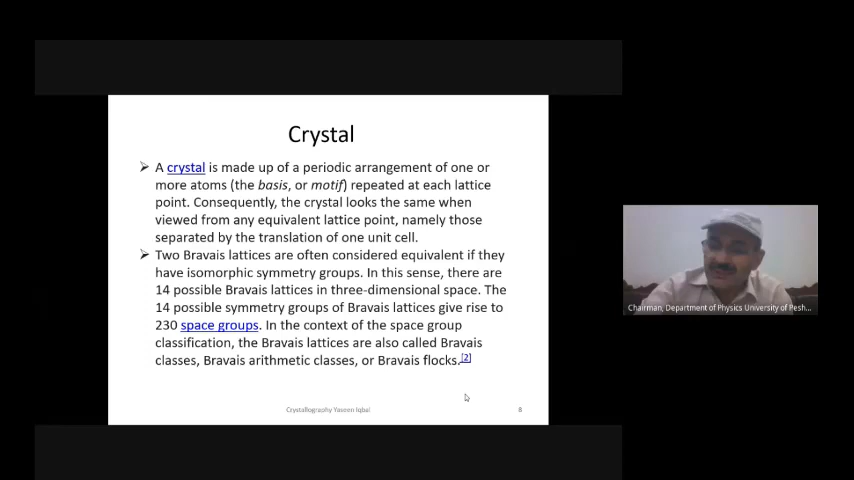 Crystal
➢ A crystal is made up of a periodic arrangement of one or
more atoms (the basis, or motif) repeated at each lattice
point. Consequently, the crystal looks the same when
viewed from any equivalent lattice point, namely those
separated by the translation of one unit cell.
➢ Two Bravais lattices are often considered equivalent if they
have isomorphic symmetry groups. In this sense, there are
14 possible Bravais lattices in three-dimensional space. The
14 possible symmetry groups of Bravais lattices give rise to
230 space groups. In the context of the space group
classification, the Bravais lattices are also called Bravais
classes, Bravais arithmetic classes, or Bravais flocks.[2]
Crystallography Yaseen Iqbal
8
Chairman, Department of Physics University of Pesh...